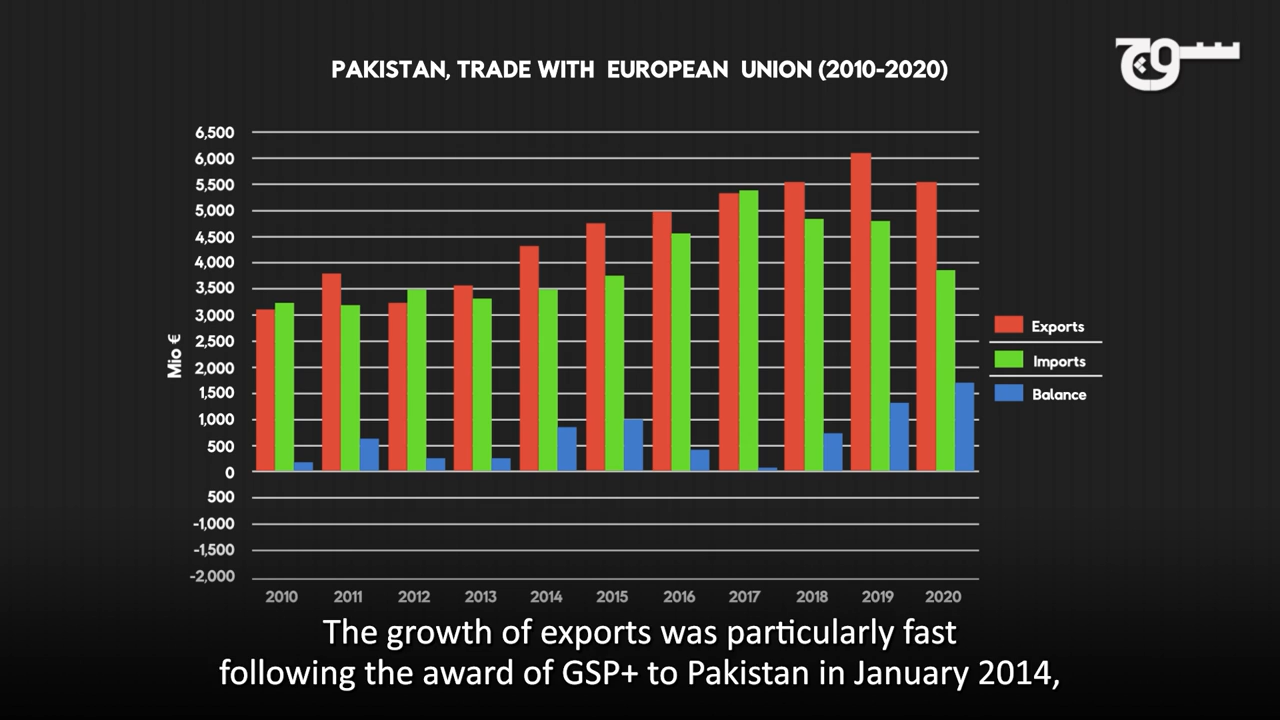 سوچ
PAKISTAN, TRADE WITH EUROPEAN UNION (2010-2020)
6,500
6,000
5,500
5,000
4,500
4,000
3,500
3,000
2,500
2,000
1,500
1,000
500
0
500
-1,000
-1,500
-2,000
Mio €
Exports
Imports
Balance
2010 2011 2012 2013 2014 2015 2016 2017 2018 2019 2020
The growth of exports was particularly fast
following the award of GSP+ to Pakistan in January 2014,